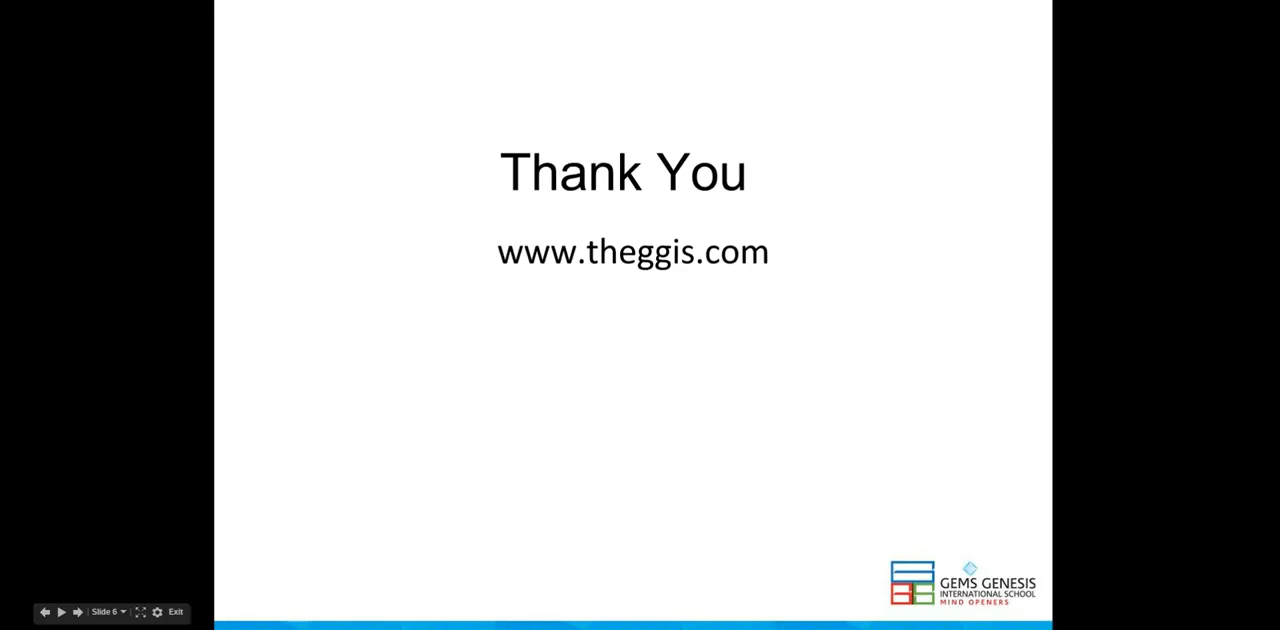 Thank You
www.theggis.com
GEMS GENESIS
INTERNATIONAL SCHOOL
MIND OPENERS
Slide 6
Exit